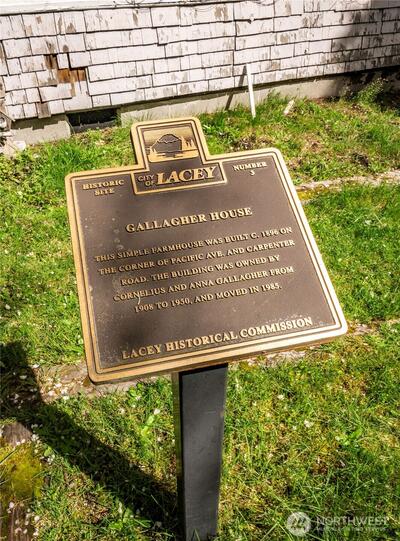 HISTORIC
SITE
CITY
OF
LACEY
NUMBER
3
GALLAGHER HOUSE
THIS SIMPLE FARMHOUSE WAS BUILT C. 1896 ON
THE CORNER OF PACIFIC AVE. AND CARPENTER
ROAD. THE BUILDING WAS OWNED BY
CORNELIUS AND ANNA GALLAGHER FROM
1908 TO 1950, AND MOVED IN 1985.
LACEY HISTORICAL COMMISSION
NORTHWEST